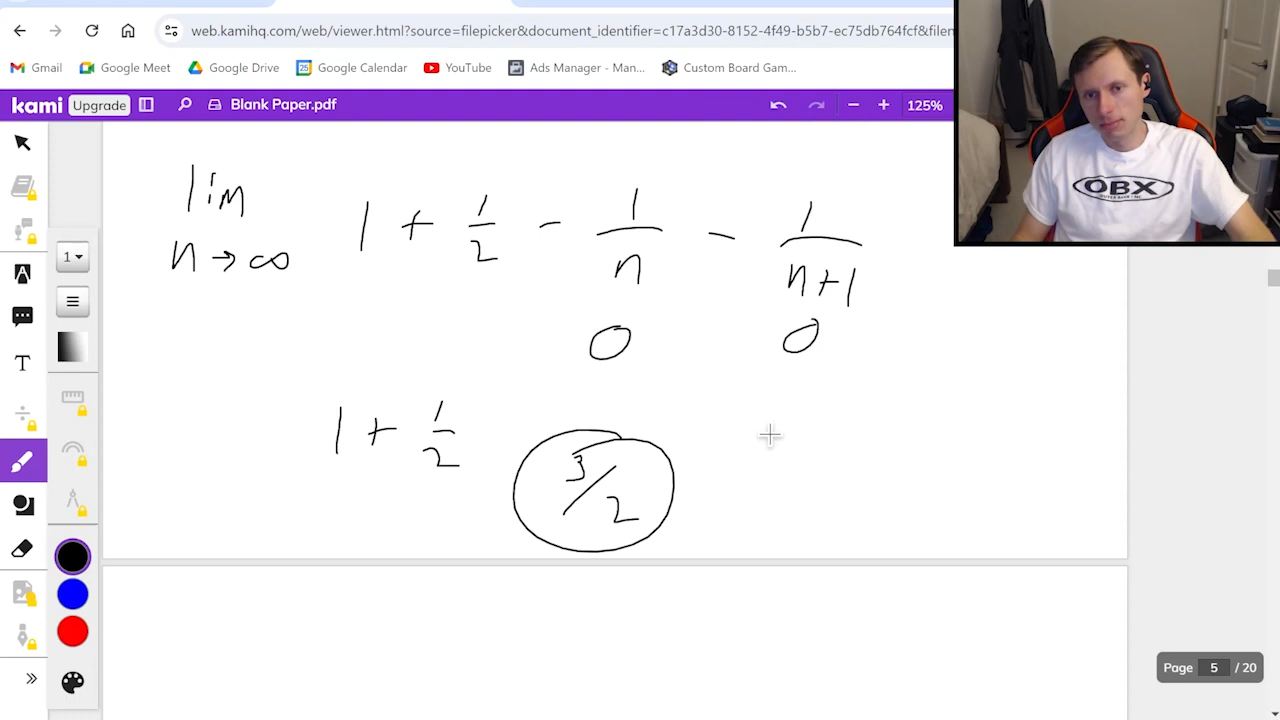 web.kamihq.com/web/viewer.html?source=filepicker&document_identifier=c17a3d30-8152-4f49-b5b7-ec75db764fcf&filen
Gmail Google Meet Google Drive 25 Google Calendar YouTube Ads Manager - Man... Custom Board Gam...
kami Upgrade Blank Paper.pdf 125%
lim n→∞ 1 + 1/2 - 1/n - 1/n+1
0 0
1 + 1/2 3/2
1
T
OBX
Page 5 / 20